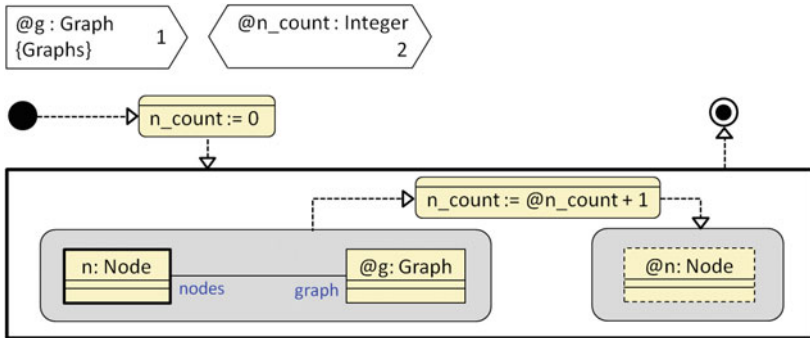 @g : Graph
{Graphs}
1
@n_count : Integer
2
n_count := 0
n_count := @n_count + 1
n: Node
@g: Graph
@n: Node
nodes
graph